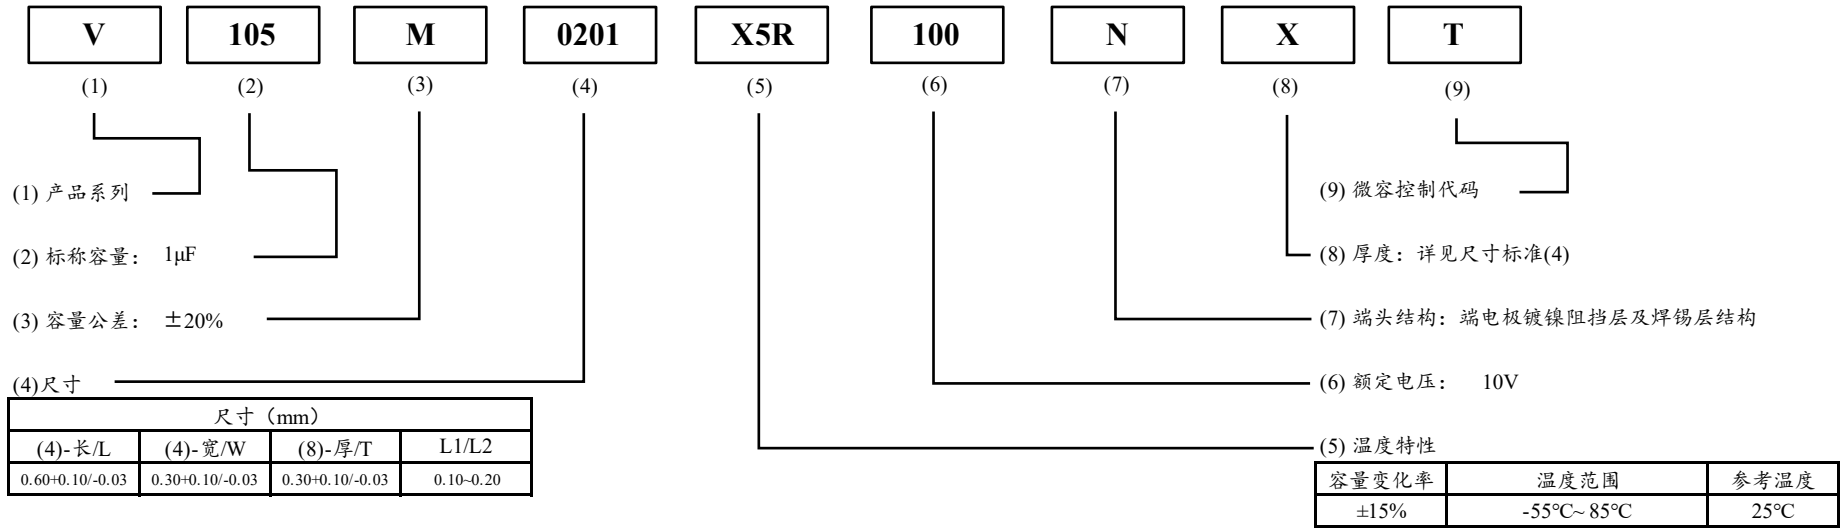 V 105 M 0201 X5R 100 N X T
(1) (2) (3) (4) (5) (6) (7) (8) (9)
(1) 产品系列
(2) 标称容量： 1μF
(3) 容量公差： ±20%
(4)尺寸
尺寸（mm）
(4)-长/L (4)-宽/W (8)-厚/T L1/L2
0.60+0.10/-0.03 0.30+0.10/-0.03 0.30+0.10/-0.03 0.10~0.20
(9) 微容控制代码
(8) 厚度：详见尺寸标准(4)
(7) 端头结构：端电极镀镍阻挡层及焊锡层结构
(6) 额定电压： 10V
(5) 温度特性
容量变化率 温度范围 参考温度
±15% -55°C~ 85°C 25°C